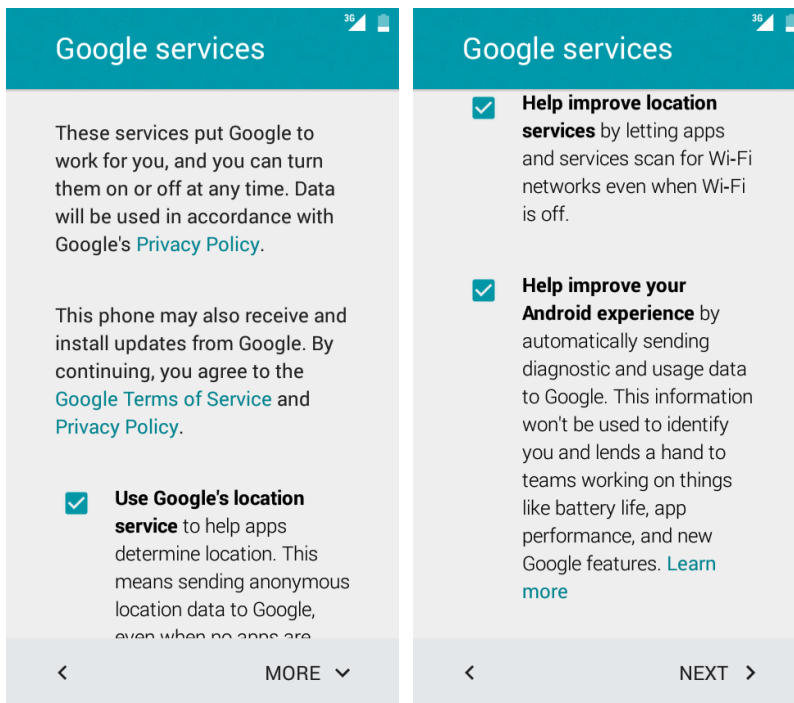 3G
Google services
These services put Google to
work for you, and you can turn
them on or off at any time. Data
will be used in accordance with
Google's Privacy Policy.
This phone may also receive and
install updates from Google. By
continuing, you agree to the
Google Terms of Service and
Privacy Policy.
Use Google's location
service to help apps
determine location. This
means sending anonymous
location data to Google,
even when no apps are
MORE
3G
Google services
Help improve location
services by letting apps
and services scan for Wi-Fi
networks even when Wi-Fi
is off.
Help improve your
Android experience by
automatically sending
diagnostic and usage data
to Google. This information
won't be used to identify
you and lends a hand to
teams working on things
like battery life, app
performance, and new
Google features. Learn
more
NEXT